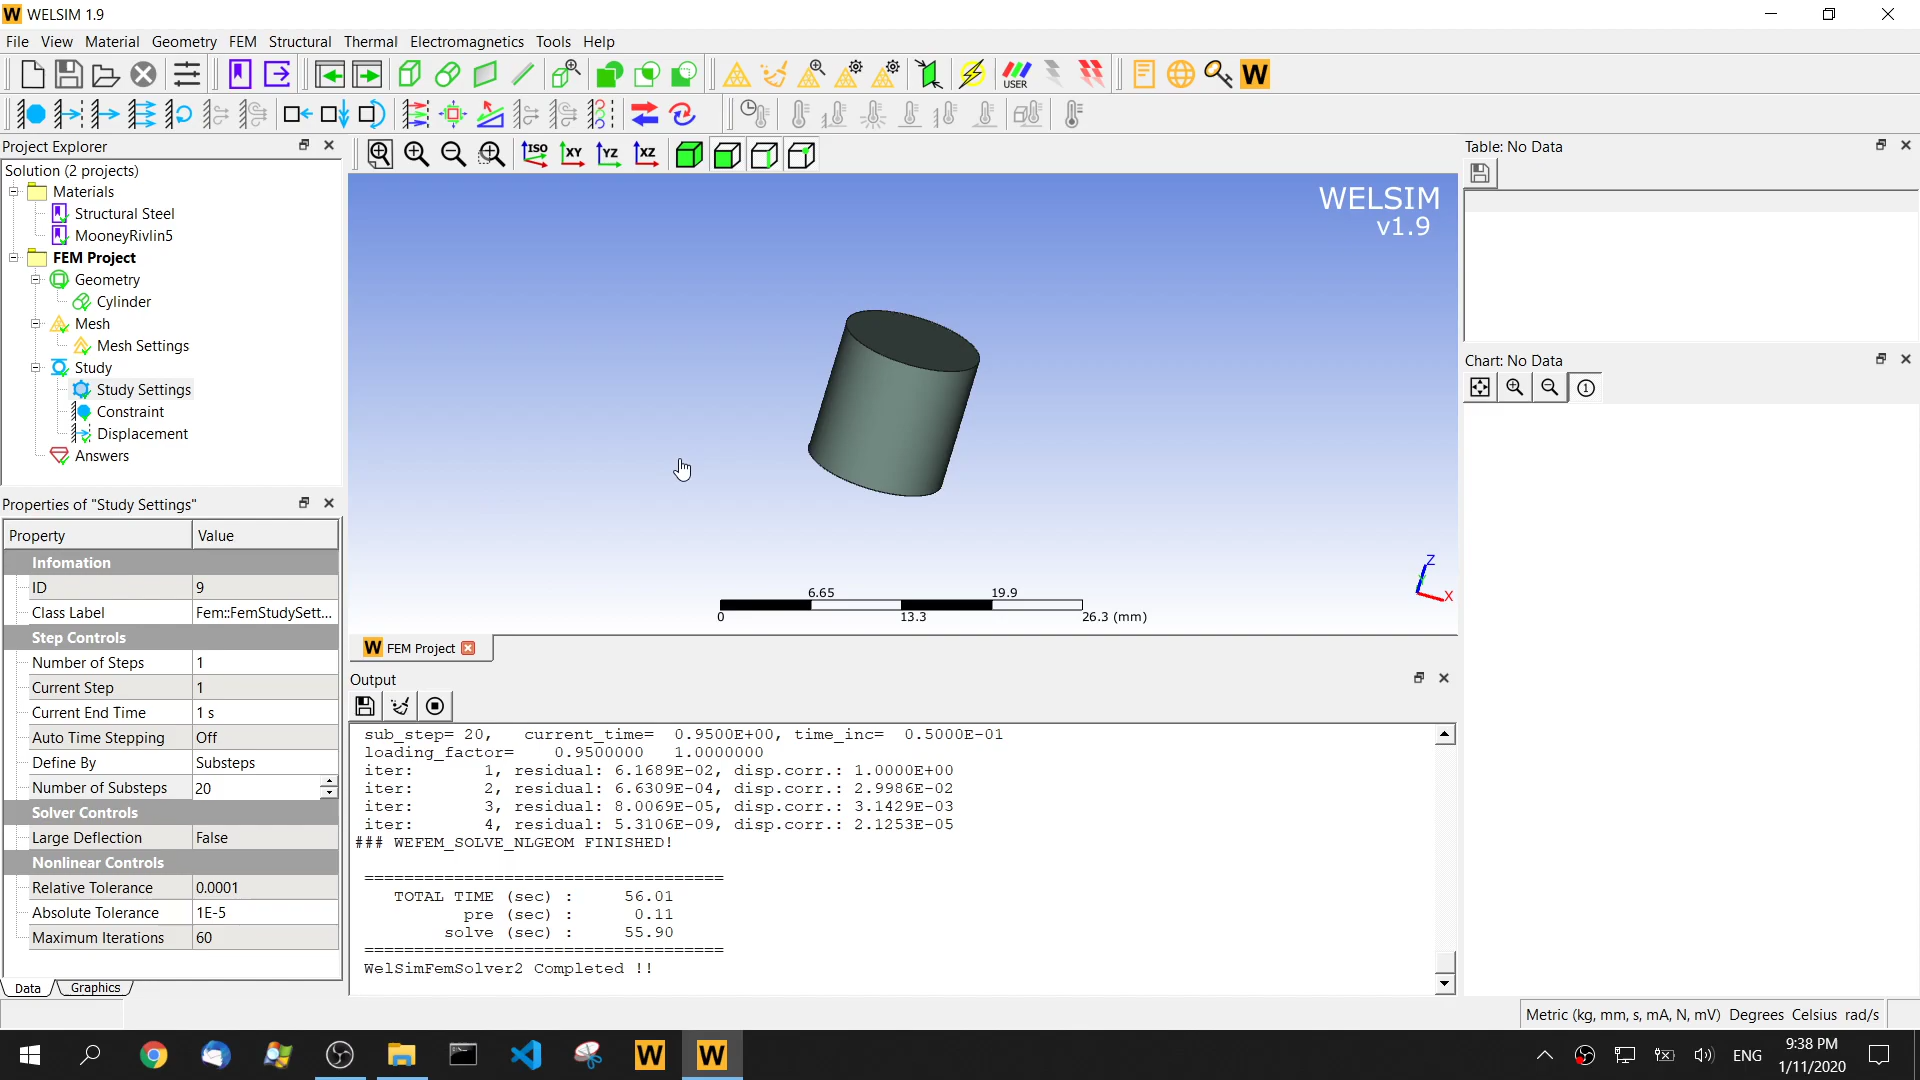 WELSIM 1.9
File View Material Geometry FEM Structural Thermal Electromagnetics Tools Help
USER
W
Project Explorer
Solution (2 projects)
Materials
Structural Steel
MooneyRivlin5
FEM Project
Geometry
Cylinder
Mesh
Mesh Settings
Study
Study Settings
Constraint
Displacement
Answers
Properties of "Study Settings"
Property Value
Infomation
ID 9
Class Label Fem::FemStudySett...
Step Controls
Number of Steps 1
Current Step 1
Current End Time 1 s
Auto Time Stepping Off
Define By Substeps
Number of Substeps 20
Solver Controls
Large Deflection False
Nonlinear Controls
Relative Tolerance 0.0001
Absolute Tolerance 1E-5
Maximum Iterations 60
Data Graphics
ISO XY YZ XZ
WELSIM
v1.9
Z
X
6.65 19.9
0 13.3 26.3 (mm)
W FEM Project
Output
sub_step= 20, current_time= 0.9500E+00, time_inc= 0.5000E-01
loading_factor= 0.9500000 1.0000000
iter: 1, residual: 6.1689E-02, disp.corr.: 1.0000E+00
iter: 2, residual: 6.6309E-04, disp.corr.: 2.9986E-02
iter: 3, residual: 8.0069E-05, disp.corr.: 3.1429E-03
iter: 4, residual: 5.3106E-09, disp.corr.: 2.1253E-05
### WEFEM_SOLVE_NLGEOM FINISHED!
====================================
TOTAL TIME (sec) : 56.01
pre (sec) : 0.11
solve (sec) : 55.90
====================================
WelSimFemSolver2 Completed !!
Table: No Data
Chart: No Data
1
Metric (kg, mm, s, mA, N, mV) Degrees Celsius rad/s
W W
ENG
9:38 PM
1/11/2020